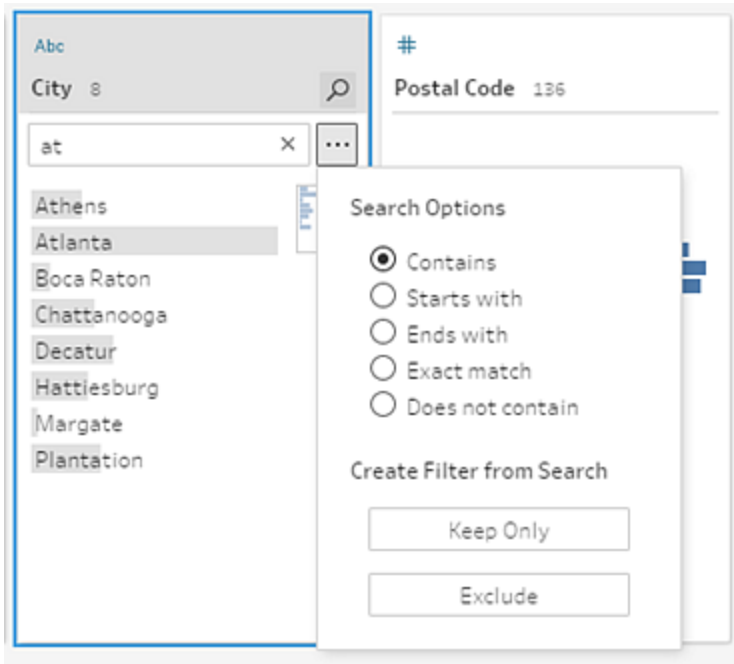 Abc
City 8
at
Athens
Atlanta
Boca Raton
Chattanooga
Decatur
Hattiesburg
Margate
Plantation
#
Postal Code 136
Search Options
Contains
Starts with
Ends with
Exact match
Does not contain
Create Filter from Search
Keep Only
Exclude